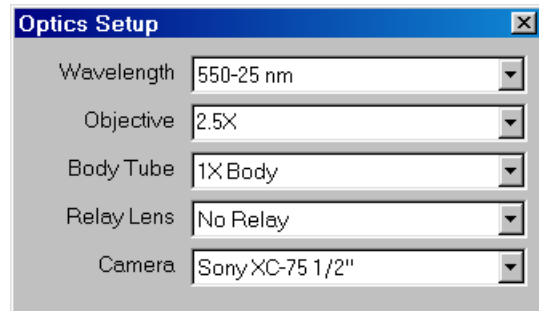 Optics Setup
Wavelength 550-25 nm
Objective 2.5X
Body Tube 1X Body
Relay Lens No Relay
Camera Sony XC-75 1/2"